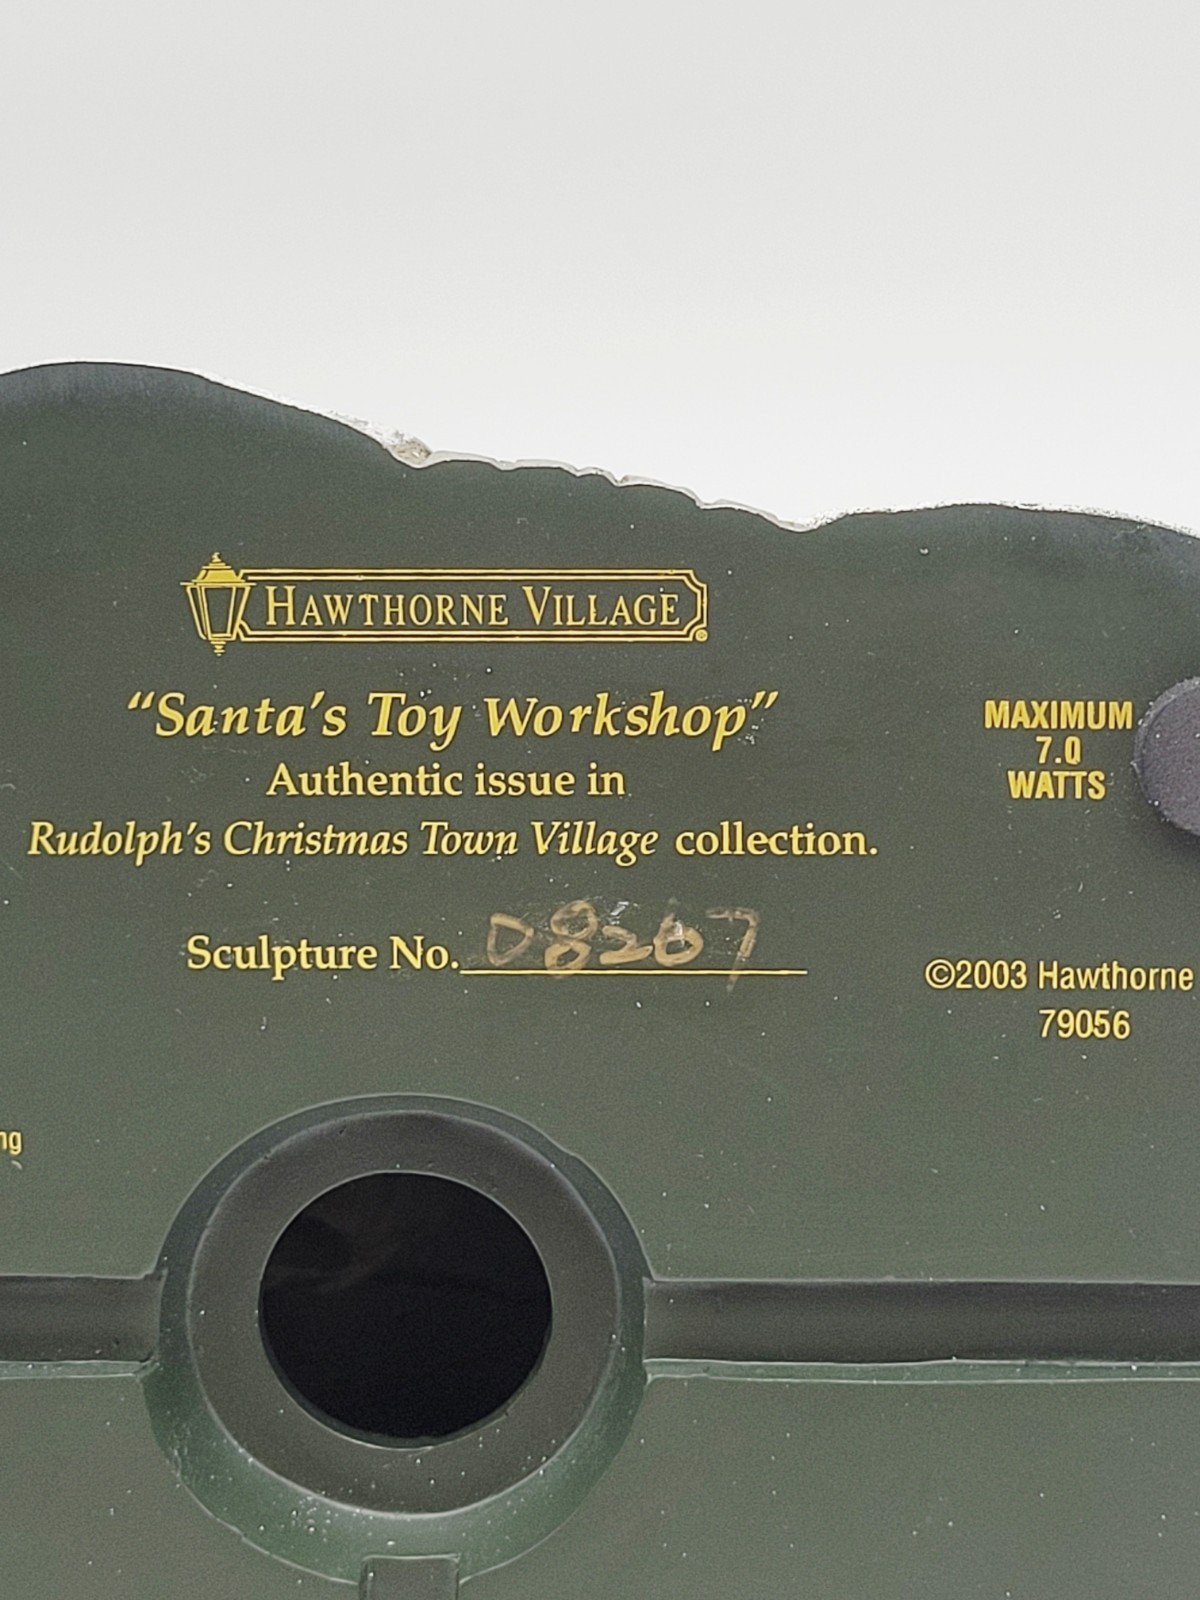 HAWTHORNE VILLAGE®
“Santa’s Toy Workshop”
Authentic issue in
Rudolph’s Christmas Town Village collection.
Sculpture No. 08267
MAXIMUM
7.0
WATTS
©2003 Hawthorne
79056